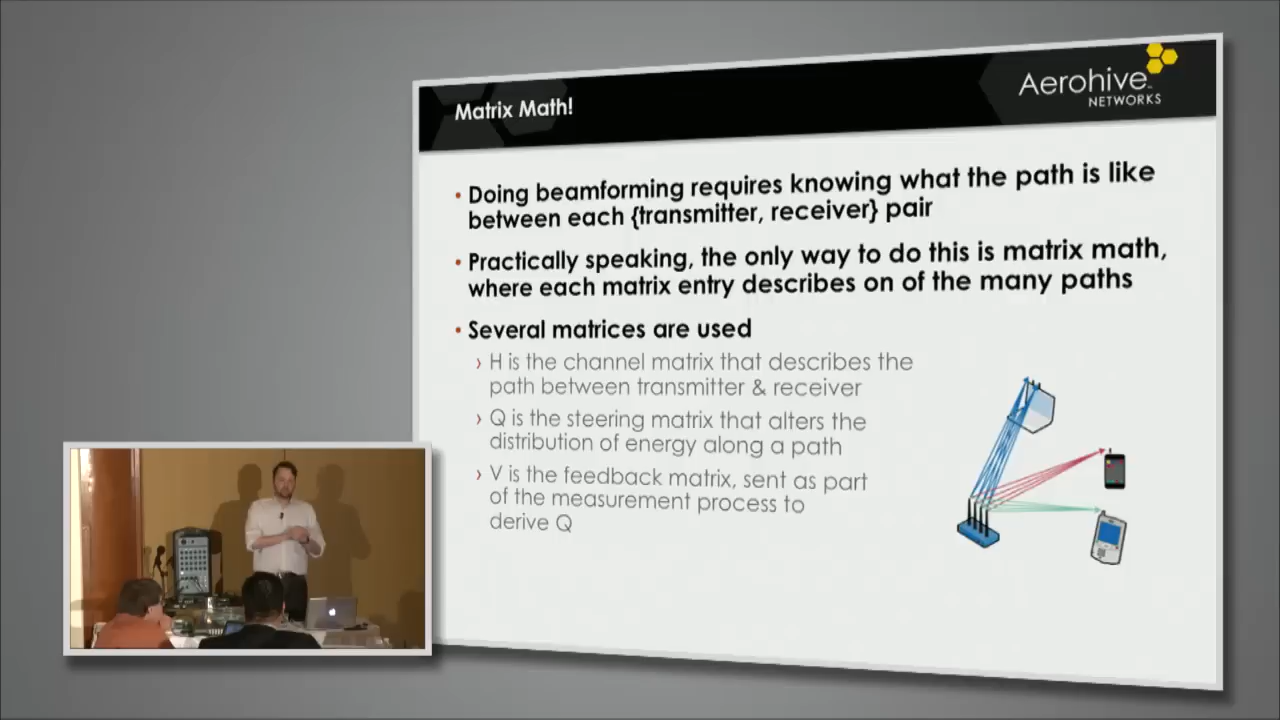 Matrix Math!
Aerohive
NETWORKS
• Doing beamforming requires knowing what the path is like
between each {transmitter, receiver} pair
• Practically speaking, the only way to do this is matrix math,
where each matrix entry describes on of the many paths
• Several matrices are used
› H is the channel matrix that describes the
path between transmitter & receiver
› Q is the steering matrix that alters the
distribution of energy along a path
› V is the feedback matrix, sent as part
of the measurement process to
derive Q